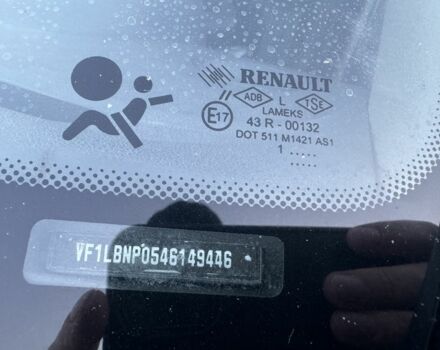 RENAULT
ADB L TSE
LAMEKS
E17
43 R - 00132
DOT 511 M1421 AS1
1
VF1LBNP0546149446